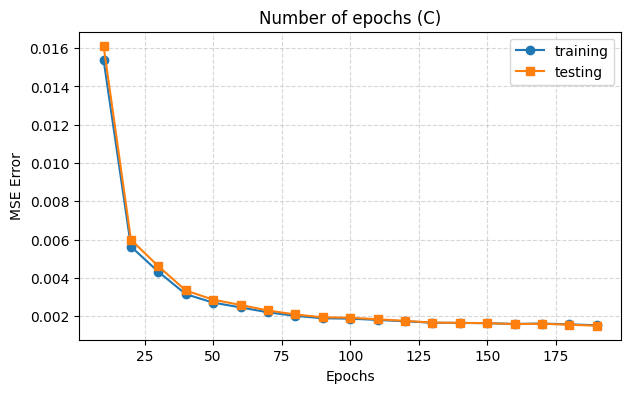 Number of epochs (C)
training
testing
MSE Error
0.016
0.014
0.012
0.010
0.008
0.006
0.004
0.002
25 50 75 100 125 150 175
Epochs